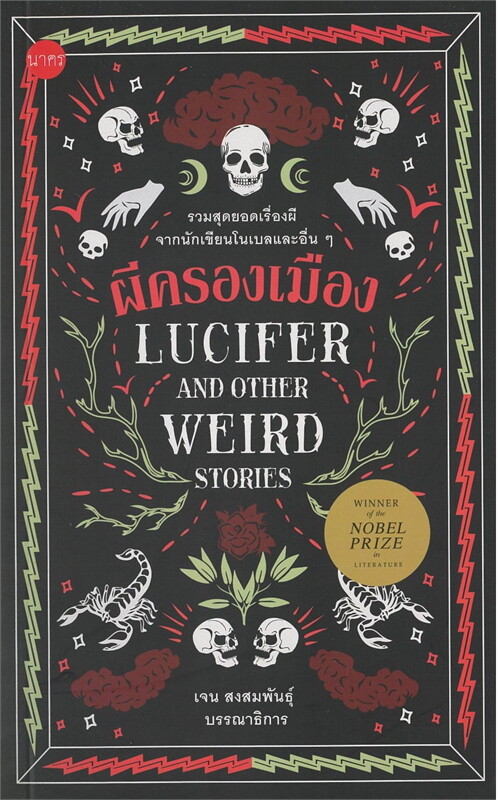 นาคร
รวมสุดยอดเรื่องผี
จากนักเขียนโนเบลและอื่น ๆ
ผีครองเมือง
LUCIFER
AND OTHER
WEIRD
STORIES
WINNER
of the
NOBEL
PRIZE
in
LITERATURE
เจน สงสมพันธุ์
บรรณาธิการ